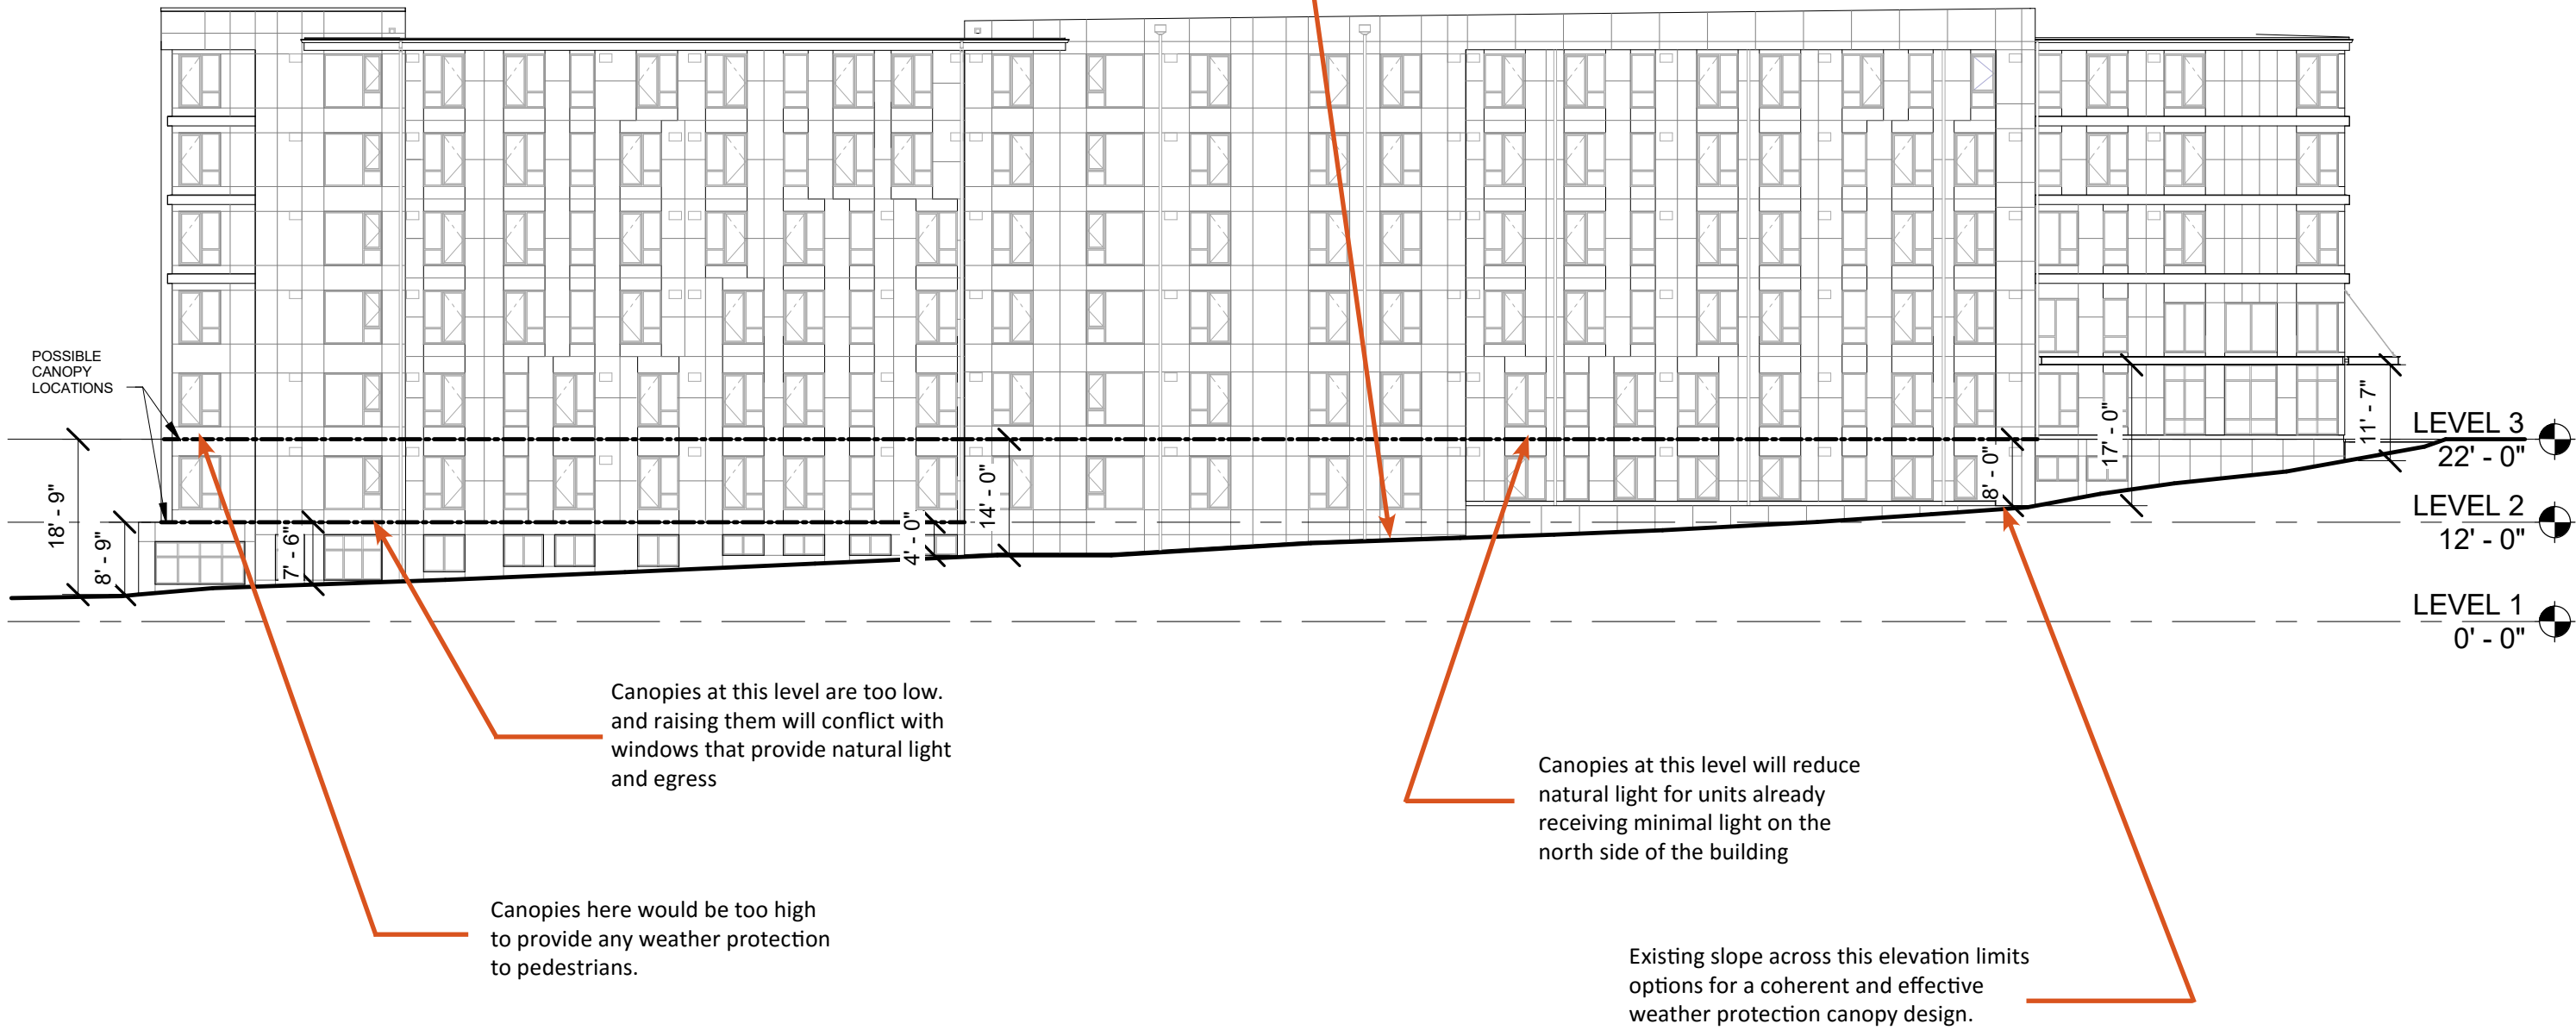 POSSIBLE
CANOPY
LOCATIONS
18' - 9"
8' - 9"
7' - 6"
4' - 0"
14' - 0"
8' - 0"
17' - 0"
11' - 7"
LEVEL 3
22' - 0"
LEVEL 2
12' - 0"
LEVEL 1
0' - 0"
Canopies at this level are too low.
and raising them will conflict with
windows that provide natural light
and egress
Canopies at this level will reduce
natural light for units already
receiving minimal light on the
north side of the building
Canopies here would be too high
to provide any weather protection
to pedestrians.
Existing slope across this elevation limits
options for a coherent and effective
weather protection canopy design.